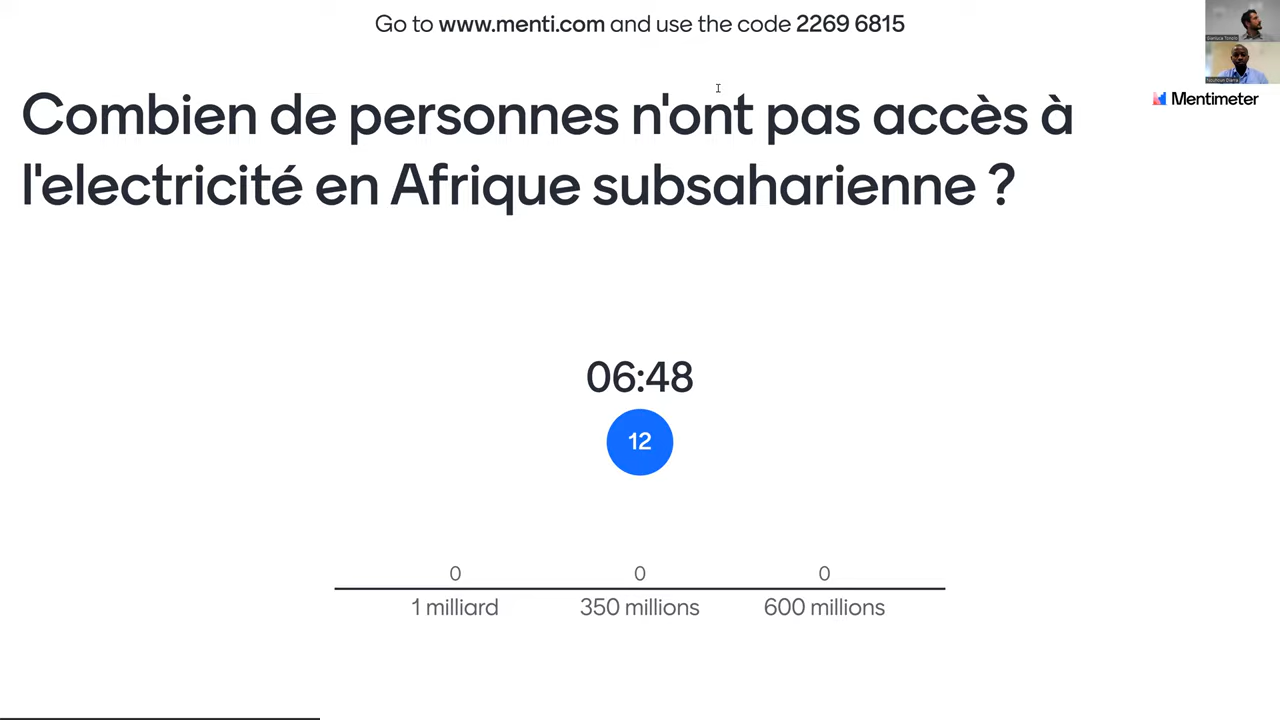 Go to www.menti.com and use the code 2269 6815
Mentimeter
Combien de personnes n'ont pas accès à
l'electricité en Afrique subsaharienne ?
06:48
12
0 0 0
1 milliard 350 millions 600 millions